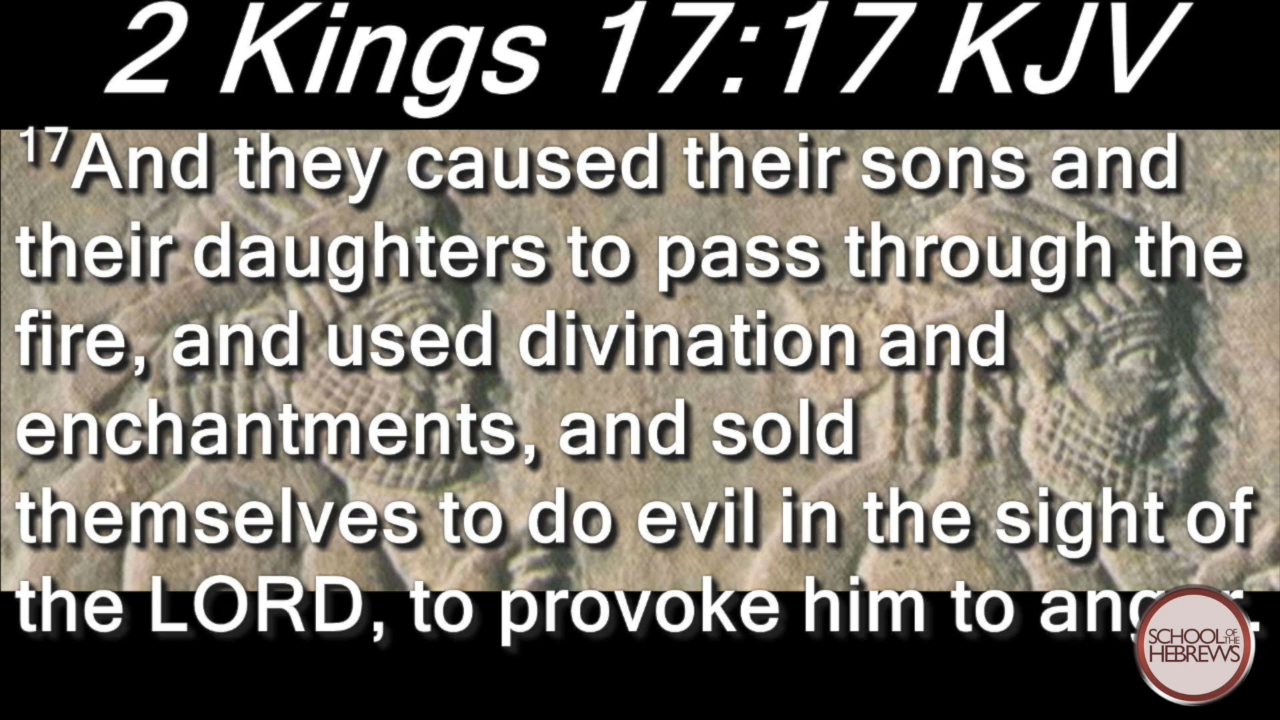 2 Kings 17:17 KJV
17And they caused their sons and
their daughters to pass through the
fire, and used divination and
enchantments, and sold
themselves to do evil in the sight of
the LORD, to provoke him to anger.
SCHOOL OF THE
HEBREWS